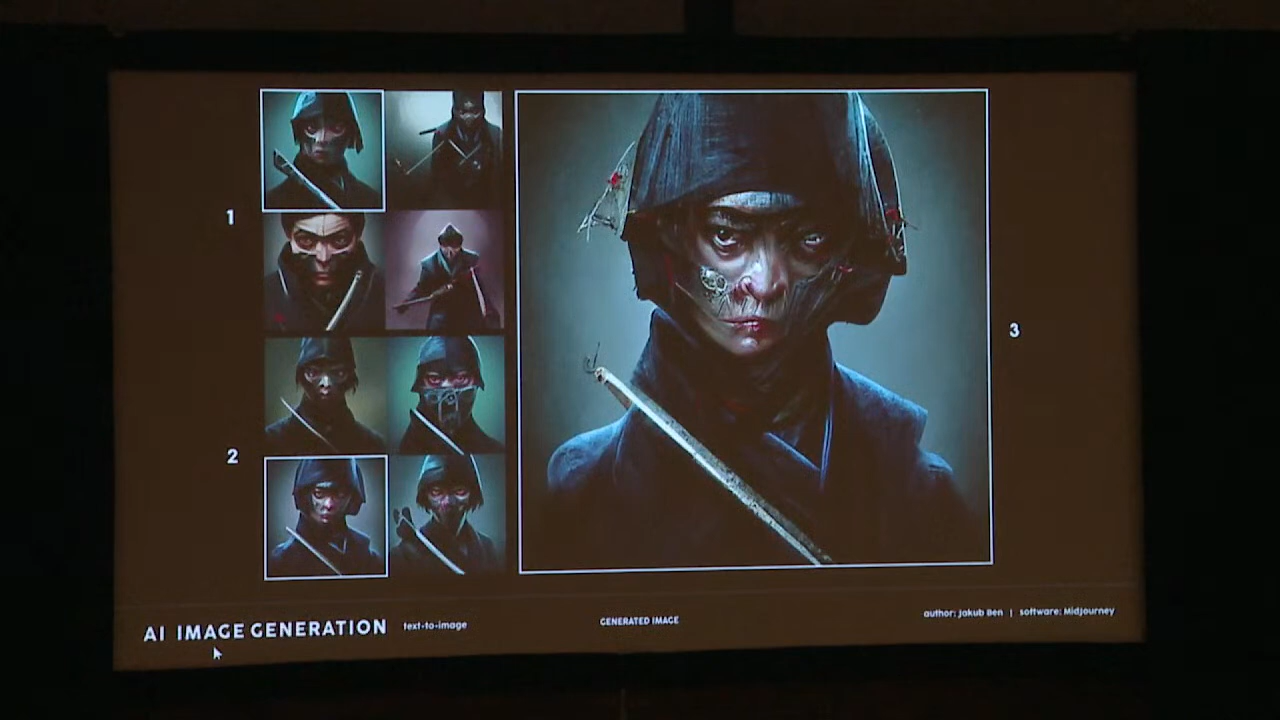 1
2
3
AI IMAGE GENERATION text-to-image
GENERATED IMAGE
author: Jakub Ben | software: Midjourney